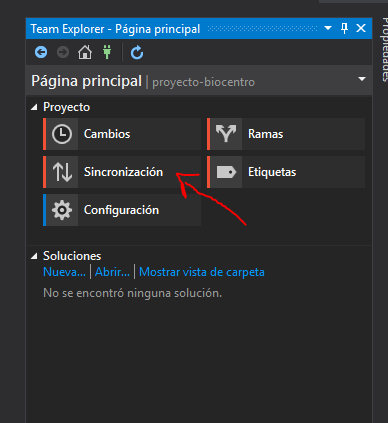 Team Explorer - Página principal
Página principal | proyecto-biocentro
Proyecto
Cambios
Ramas
Sincronización
Etiquetas
Configuración
Soluciones
Nueva... | Abrir... | Mostrar vista de carpeta
No se encontró ninguna solución.
Propiedades